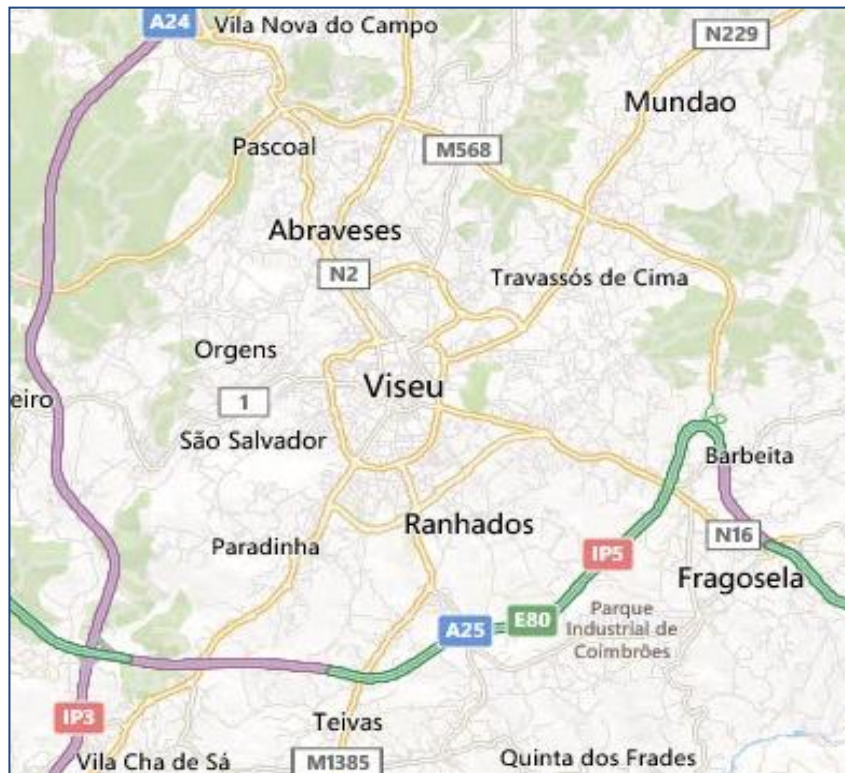 A24
Vila Nova do Campo
N229
Mundao
Pascoal
M568
Abraveses
N2
Travassós de Cima
Orgens
Viseu
eiro
1
São Salvador
Barbeita
Ranhados
Paradinha
N16
IP5
Fragosela
E80
A25
Parque
Industrial de
Coimbrões
IP3
Teivas
Vila Cha de Sá
M1385
Quinta dos Frades